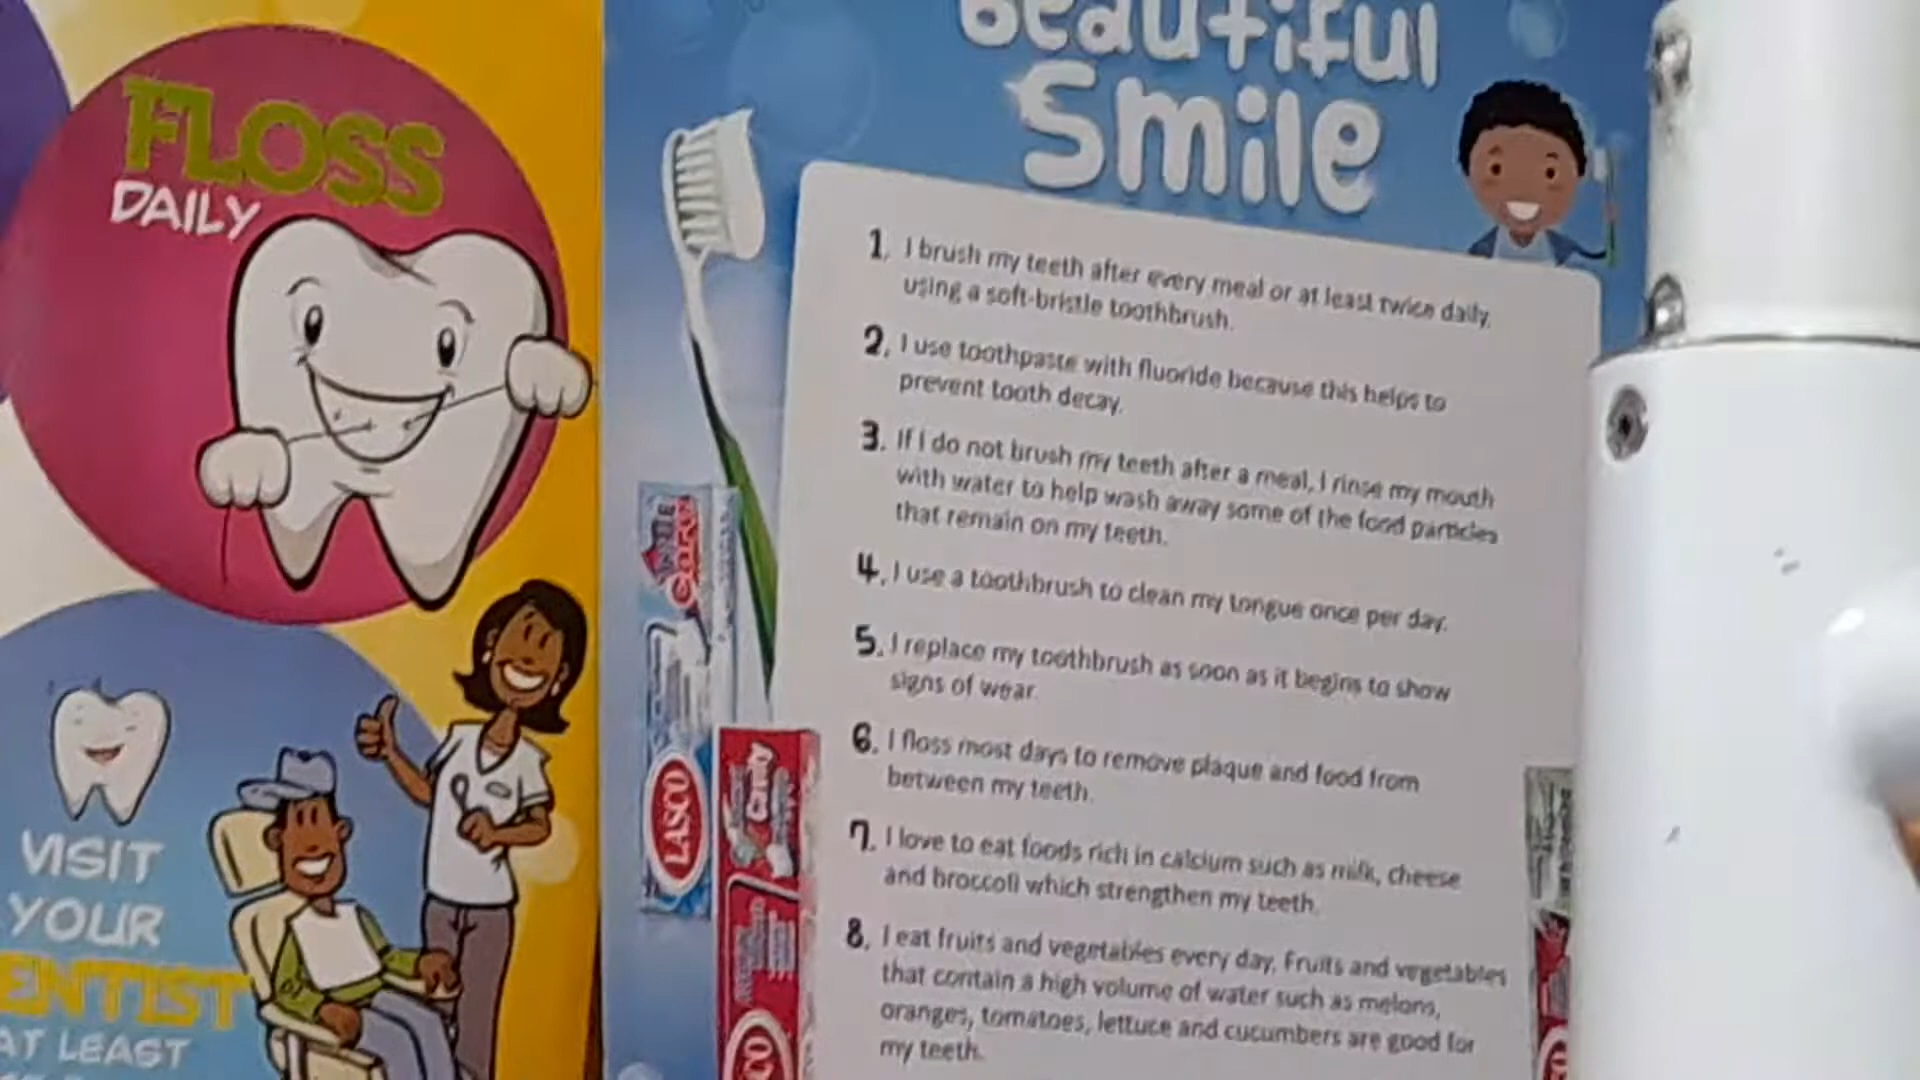 FLOSS
DAILY
VISIT
YOUR
ENTIST
AT LEAST
Beautiful
Smile
1. I brush my teeth after every meal or at least twice daily,
using a soft-bristle toothbrush.
2. I use toothpaste with fluoride because this helps to
prevent tooth decay.
3. If I do not brush my teeth after a meal, I rinse my mouth
with water to help wash away some of the food particles
that remain on my teeth.
4. I use a toothbrush to clean my tongue once per day.
5. I replace my toothbrush as soon as it begins to show
signs of wear.
6. I floss most days to remove plaque and food from
between my teeth.
7. I love to eat foods rich in calcium such as milk, cheese
and broccoli which strengthen my teeth.
8. I eat fruits and vegetables every day. Fruits and vegetables
that contain a high volume of water such as melons,
oranges, tomatoes, lettuce and cucumbers are good for
my teeth.
LASCO